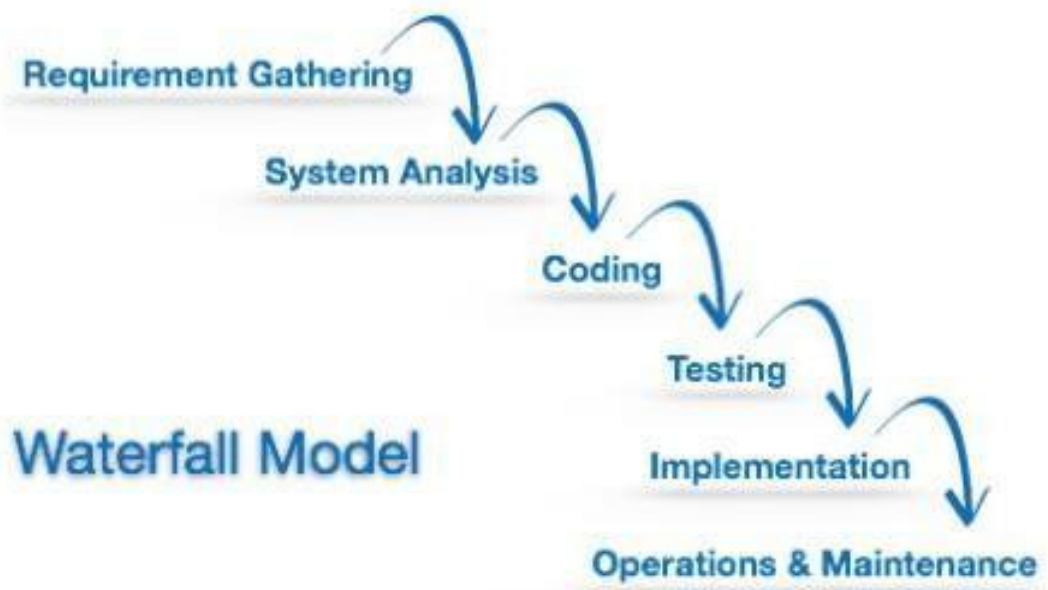 Requirement Gathering
System Analysis
Coding
Testing
Waterfall Model
Implementation
Operations & Maintenance